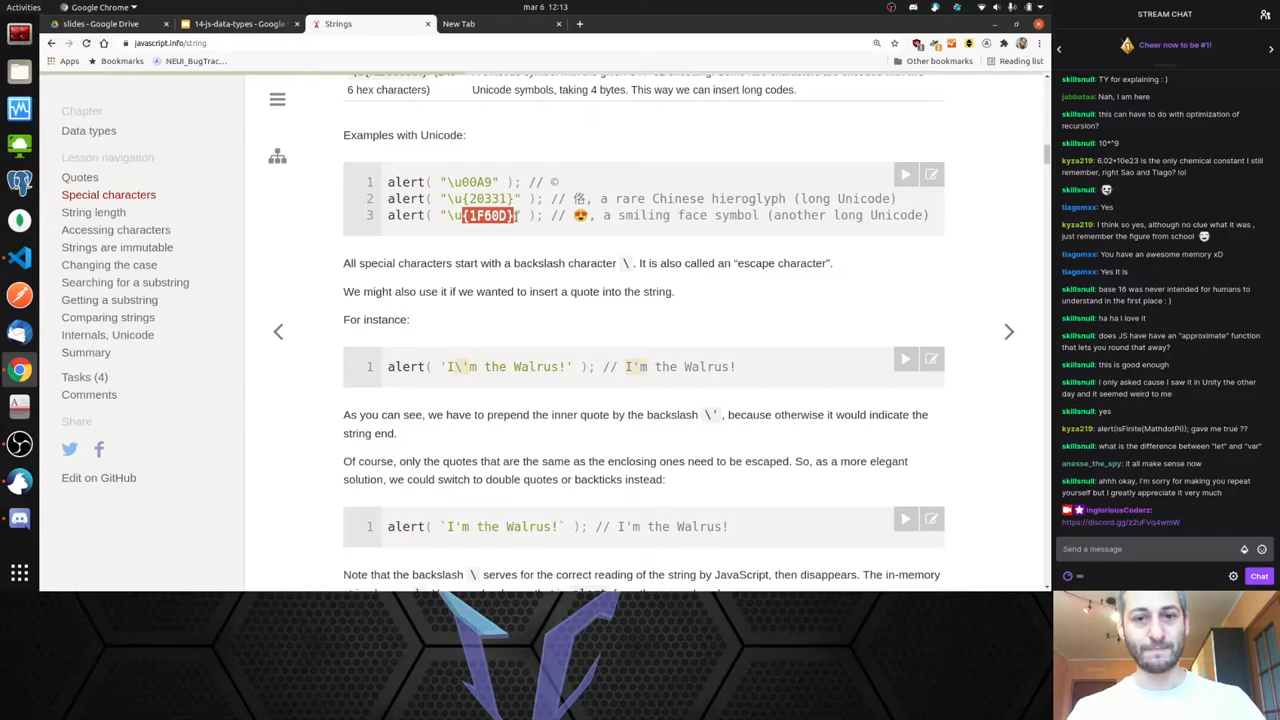 Activities
Google Chrome
mar 6 12:13
slides - Google Drive
14-js-data-types - Google
Strings
New Tab
javascript.info/string
Apps
Bookmarks
NEUI_BugTrac...
Other bookmarks
Reading list
Chapter
Data types
Lesson navigation
Quotes
Special characters
String length
Accessing characters
Strings are immutable
Changing the case
Searching for a substring
Getting a substring
Comparing strings
Internals, Unicode
Summary
Tasks (4)
Comments
Share
Edit on GitHub
6 hex characters)
Unicode symbols, taking 4 bytes. This way we can insert long codes.
Examples with Unicode:
1 alert( "\u00A9" ); // ©
2 alert( "\u{20331}" ); // 佫, a rare Chinese hieroglyph (long Unicode)
3 alert( "\u{1F60D}" ); // 😍, a smiling face symbol (another long Unicode)
All special characters start with a backslash character \. It is also called an “escape character”.
We might also use it if we wanted to insert a quote into the string.
For instance:
1 alert( 'I\'m the Walrus!' ); // I'm the Walrus!
As you can see, we have to prepend the inner quote by the backslash \', because otherwise it would indicate the
string end.
Of course, only the quotes that are the same as the enclosing ones need to be escaped. So, as a more elegant
solution, we could switch to double quotes or backticks instead:
1 alert( `I'm the Walrus!` ); // I'm the Walrus!
Note that the backslash \ serves for the correct reading of the string by JavaScript, then disappears. The in-memory
STREAM CHAT
Cheer now to be #1!
skillsnull: TY for explaining : )
jabbataa: Nah, I am here
skillsnull: this can have to do with optimization of
recursion?
skillsnull: 10*^9
kyza219: 6.02*10e23 is the only chemical constant I still
remember, right Sao and Tiago? lol
skillsnull:
tiagomxx: Yes
kyza219: I think so yes, although no clue what it was ,
just remember the figure from school
tiagomxx: You have an awesome memory xD
tiagomxx: Yes it is
skillsnull: base 16 was never intended for humans to
understand in the first place : )
skillsnull: ha ha I love it
skillsnull: does JS have have an "approximate" function
that lets you round that away?
skillsnull: this is good enough
skillsnull: I only asked cause I saw it in Unity the other
day and it seemed weird to me
skillsnull: yes
kyza219: alert(isFinite(MathdotPI)); gave me true ??
skillsnull: what is the difference between "let" and "var"
anesse_the_spy: it all make sense now
skillsnull: ahhh okay, I'm sorry for making you repeat
yourself but I greatly appreciate it very much
IngloriousCoderz:
https://discord.gg/z2uFVq4wmW
Send a message
Chat